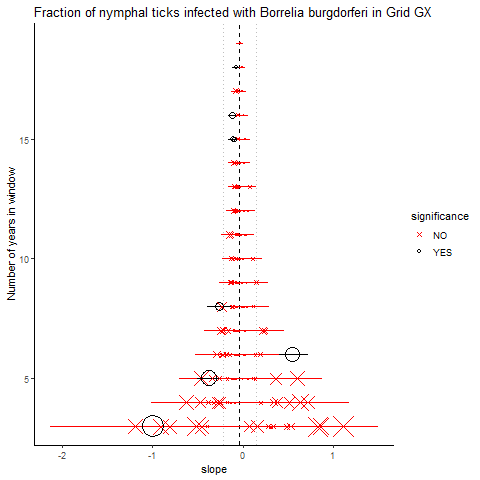 Fraction of nymphal ticks infected with Borrelia burgdorferi in Grid GX
Number of years in window
15
10
5
-2
-1
0
1
slope
significance
NO
YES